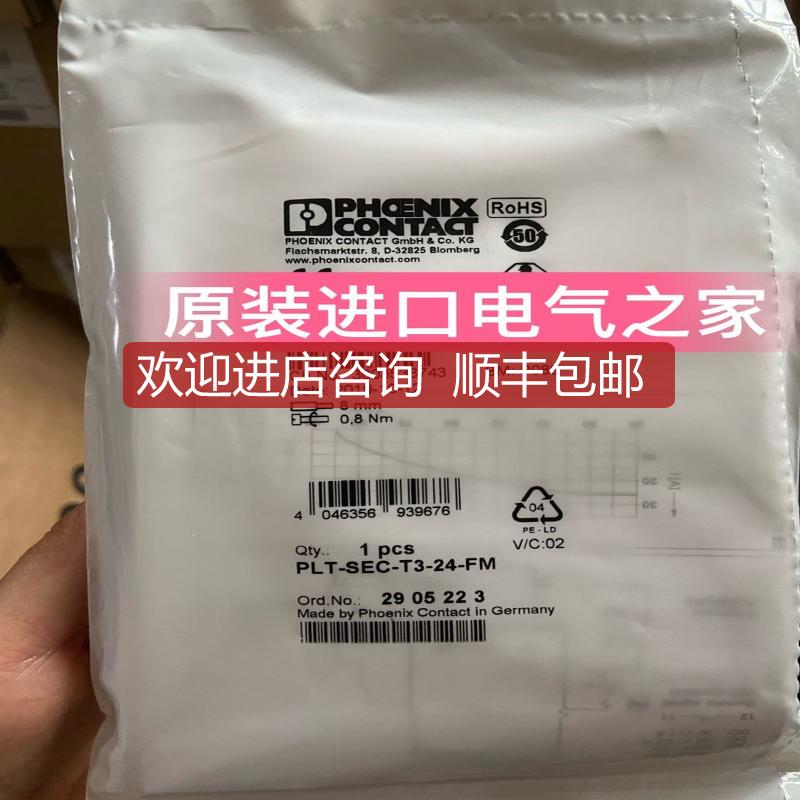 PHOENIX
CONTACT
RoHS
50
PHOENIX CONTACT GmbH & Co. KG
Flachsmarktstr. 8, D-32825 Blomberg
www.phoenixcontact.com
原装进口电气之家
欢迎进店咨询 顺丰包邮
8 mm
0,8 Nm
4 046356 939676
04
PE-LD
V/C:02
Qty.: 1 pcs
PLT-SEC-T3-24-FM
Ord.No.: 29 05 22 3
Made by Phoenix Contact in Germany